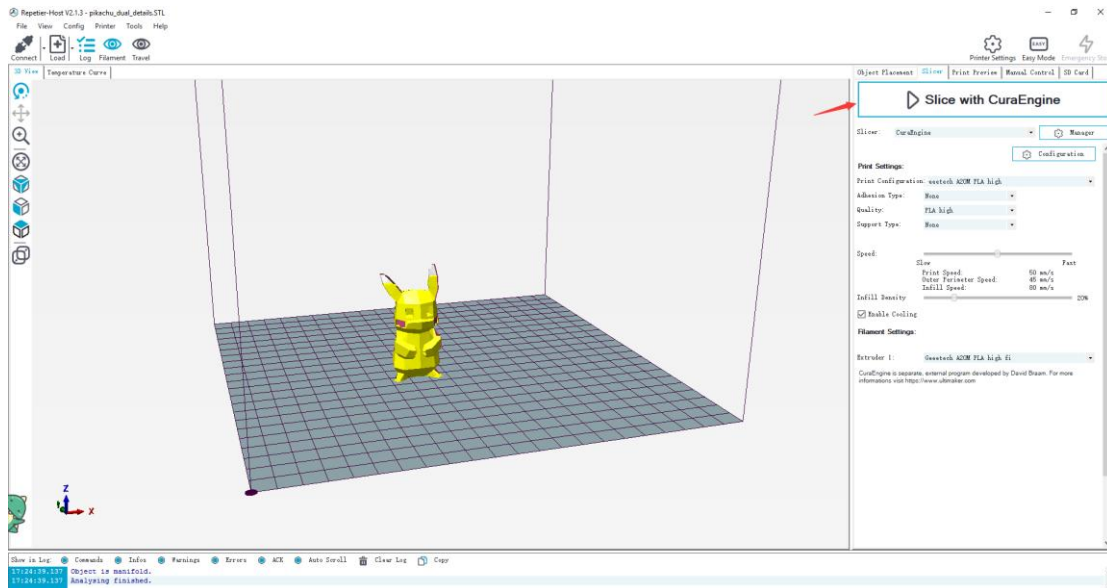 Repetier-Host V2.1.3 - pikachu_dual_details.STL
File View Config Printer Tools Help
Connect Load Log Filament Travel
Printer Settings Easy Mode Emergency Sto
EASY
3D View Temperature Curve
Object Placement Slicer Print Preview Manual Control SD Card
Slice with CuraEngine
Slicer: CuraEngine Manager
Configuration
Print Settings:
Print Configuration: geetech A20M PLA high
Adhesion Type: None
Quality: PLA high
Support Type: None
Speed:
Slow Fast
Print Speed: 50 mm/s
Outer Perimeter Speed: 45 mm/s
Infill Speed: 80 mm/s
Infill Density 20%
Enable Cooling
Filament Settings:
Extruder 1: Geeetech A20M PLA high fi
CuraEngine is separate, external program developed by David Braam. For more
informations visit https://www.ultimaker.com
Z
X
Show in Log: Commands Infos Warnings Errors ACK Auto Scroll Clear Log Copy
17:24:39.137 Object is manifold.
17:24:39.137 Analysing finished.